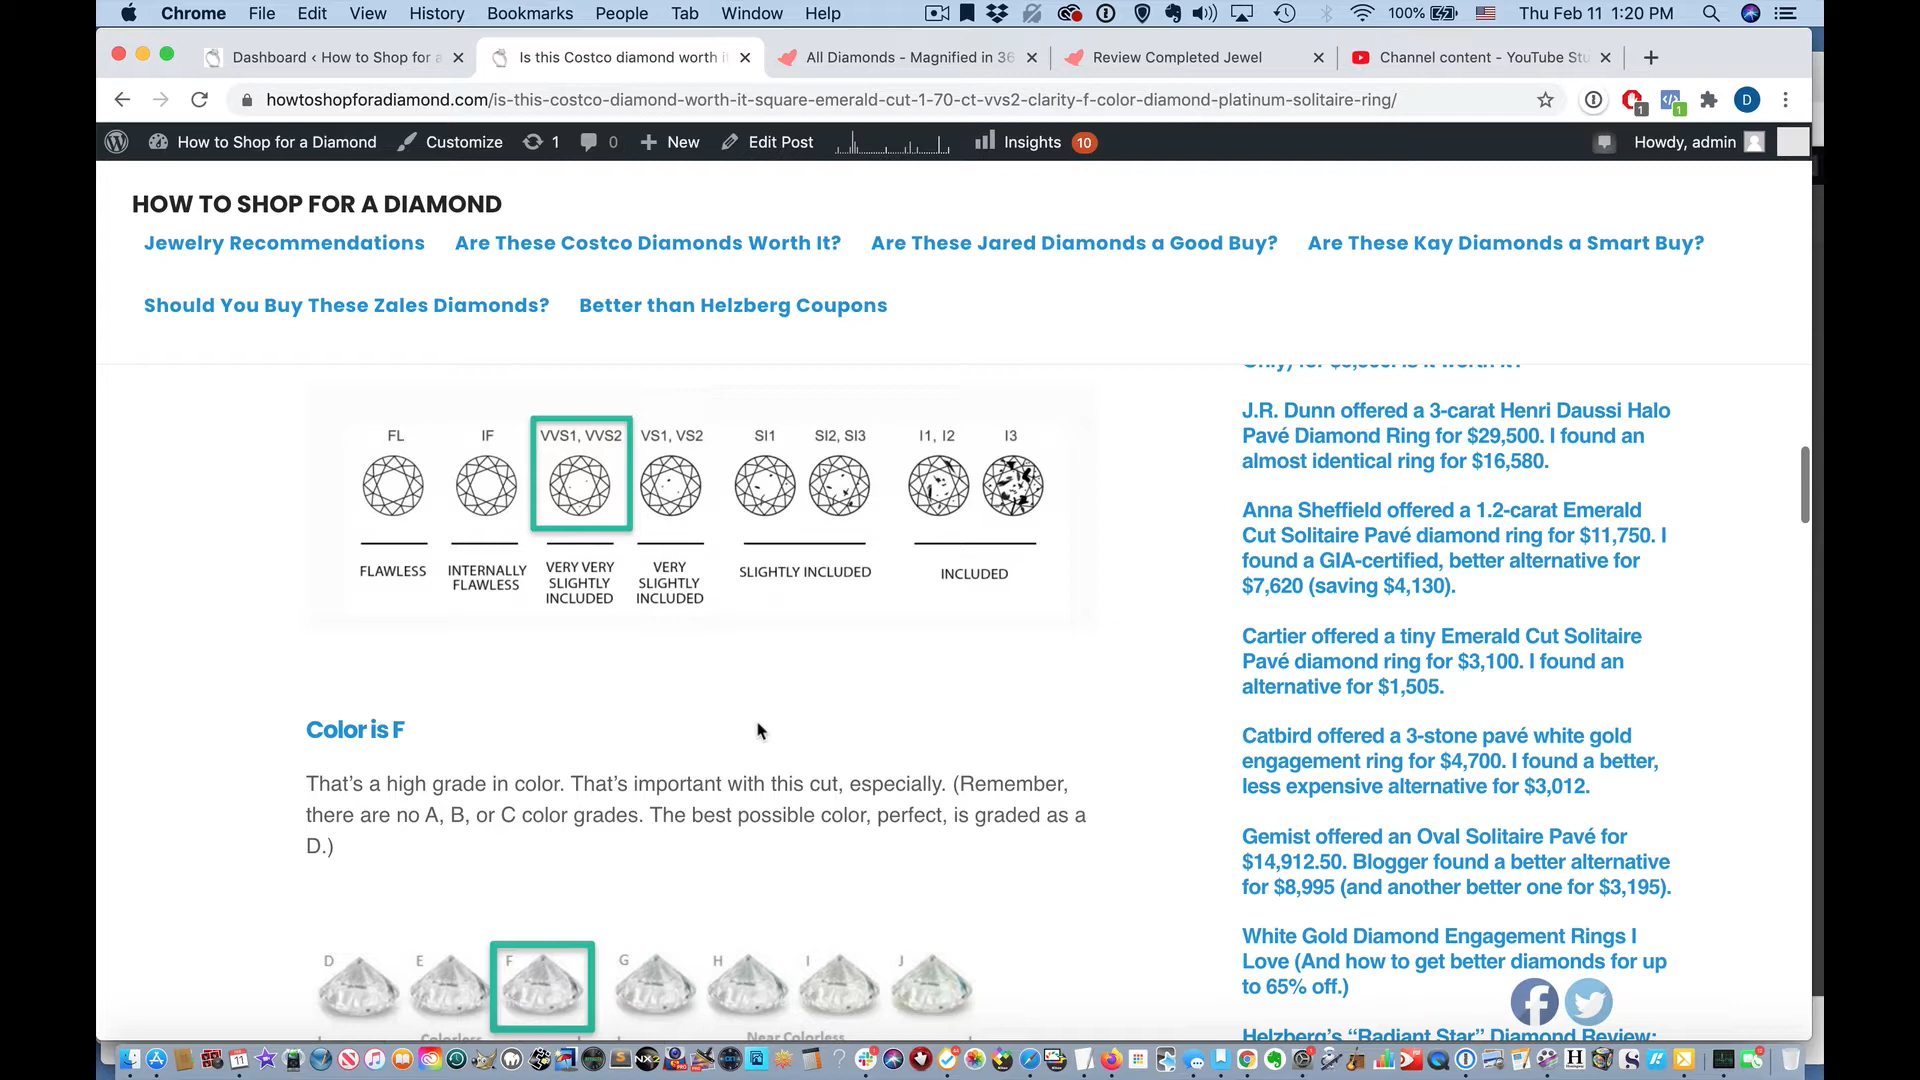 Chrome File Edit View History Bookmarks People Tab Window Help 100% Thu Feb 11 1:20 PM
Dashboard ‹ How to Shop for a
Is this Costco diamond worth i
All Diamonds - Magnified in 36
Review Completed Jewel
Channel content - YouTube Stu
howtoshopforadiamond.com/is-this-costco-diamond-worth-it-square-emerald-cut-1-70-ct-vvs2-clarity-f-color-diamond-platinum-solitaire-ring/
How to Shop for a Diamond Customize 1 0 New Edit Post Insights 10 Howdy, admin
HOW TO SHOP FOR A DIAMOND
Jewelry Recommendations Are These Costco Diamonds Worth It? Are These Jared Diamonds a Good Buy? Are These Kay Diamonds a Smart Buy?
Should You Buy These Zales Diamonds? Better than Helzberg Coupons
FL IF VVS1, VVS2 VS1, VS2 SI1 SI2, SI3 I1, I2 I3
FLAWLESS
INTERNALLY
FLAWLESS
VERY VERY
SLIGHTLY
INCLUDED
VERY
SLIGHTLY
INCLUDED
SLIGHTLY INCLUDED
INCLUDED
Color is F
That's a high grade in color. That's important with this cut, especially. (Remember,
there are no A, B, or C color grades. The best possible color, perfect, is graded as a
D.)
D E F G H I J
Colorless Near Colorless
J.R. Dunn offered a 3-carat Henri Daussi Halo
Pavé Diamond Ring for $29,500. I found an
almost identical ring for $16,580.
Anna Sheffield offered a 1.2-carat Emerald
Cut Solitaire Pavé diamond ring for $11,750. I
found a GIA-certified, better alternative for
$7,620 (saving $4,130).
Cartier offered a tiny Emerald Cut Solitaire
Pavé diamond ring for $3,100. I found an
alternative for $1,505.
Catbird offered a 3-stone pavé white gold
engagement ring for $4,700. I found a better,
less expensive alternative for $3,012.
Gemist offered an Oval Solitaire Pavé for
$14,912.50. Blogger found a better alternative
for $8,995 (and another better one for $3,195).
White Gold Diamond Engagement Rings I
Love (And how to get better diamonds for up
to 65% off.)
Helzberg's "Radiant Star" Diamond Review: